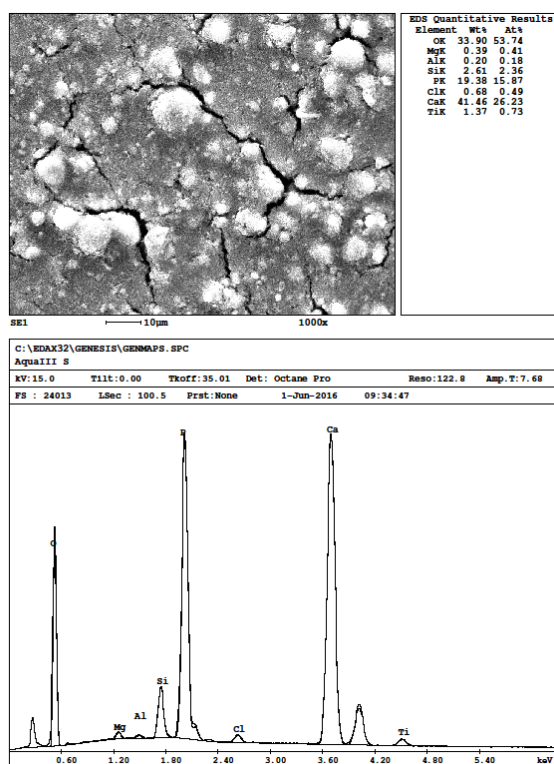 EDS Quantitative Results
Element Wt% At%
OK 33.90 53.74
MgK 0.39 0.41
AlK 0.20 0.18
SiK 2.61 2.36
PK 19.38 15.87
ClK 0.68 0.49
CaK 41.46 26.23
TiK 1.37 0.73
SE1 10µm 1000x
C:\EDAX32\GENESIS\GENMAPS.SPC
AquaIII S
kV:15.0 Tilt:0.00 Tkoff:35.01 Det: Octane Pro Reso:122.8 Amp.T:7.68
FS : 24013 LSec : 100.5 Prst:None 1-Jun-2016 09:34:47
P
Ca
O
Si
Mg
Al
Cl
Ti
0.60 1.20 1.80 2.40 3.00 3.60 4.20 4.80 5.40 keV